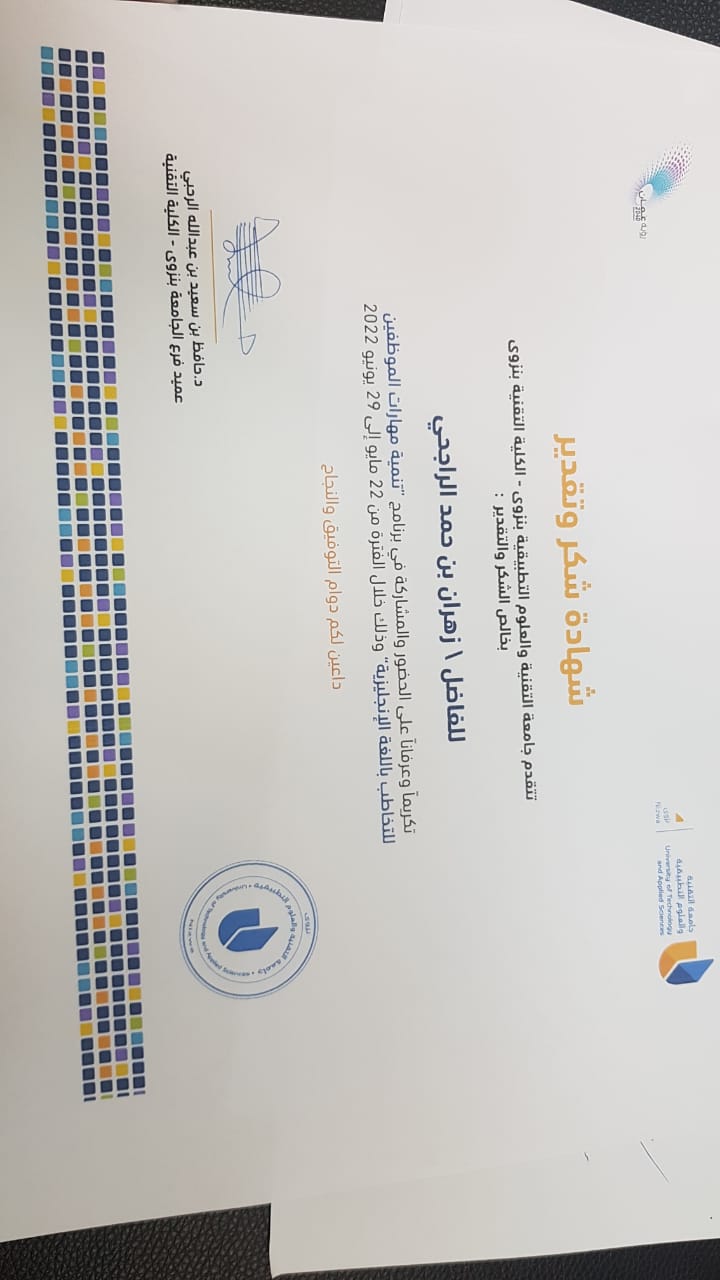 رؤية عمان
2040
جامعة التقنية
والعلوم التطبيقية
University of Technology
and Applied Sciences
نزوى
Nizwa
شهادة شكر وتقدير
تتقدم جامعة التقنية والعلوم التطبيقية بنزوى - الكلية التقنية بنزوى
بخالص الشكر والتقدير :
للفاضل \ زهران بن حمد الراجحي
تكريماً وعرفاناً على الحضور والمشاركة في برنامج "تنمية مهارات الموظفين
للتخاطب باللغة الإنجليزية" وذلك خلال الفترة من 22 مايو إلى 29 يونيو 2022
داعين لكم دوام التوفيق والنجاح
د.حافظ بن سعيد بن عبدالله الرحبي
عميد فرع الجامعة بنزوى - الكلية التقنية
نزوى
جامعة التقنية والعلوم التطبيقية
University of Technology and Applied Sciences
Nizwa